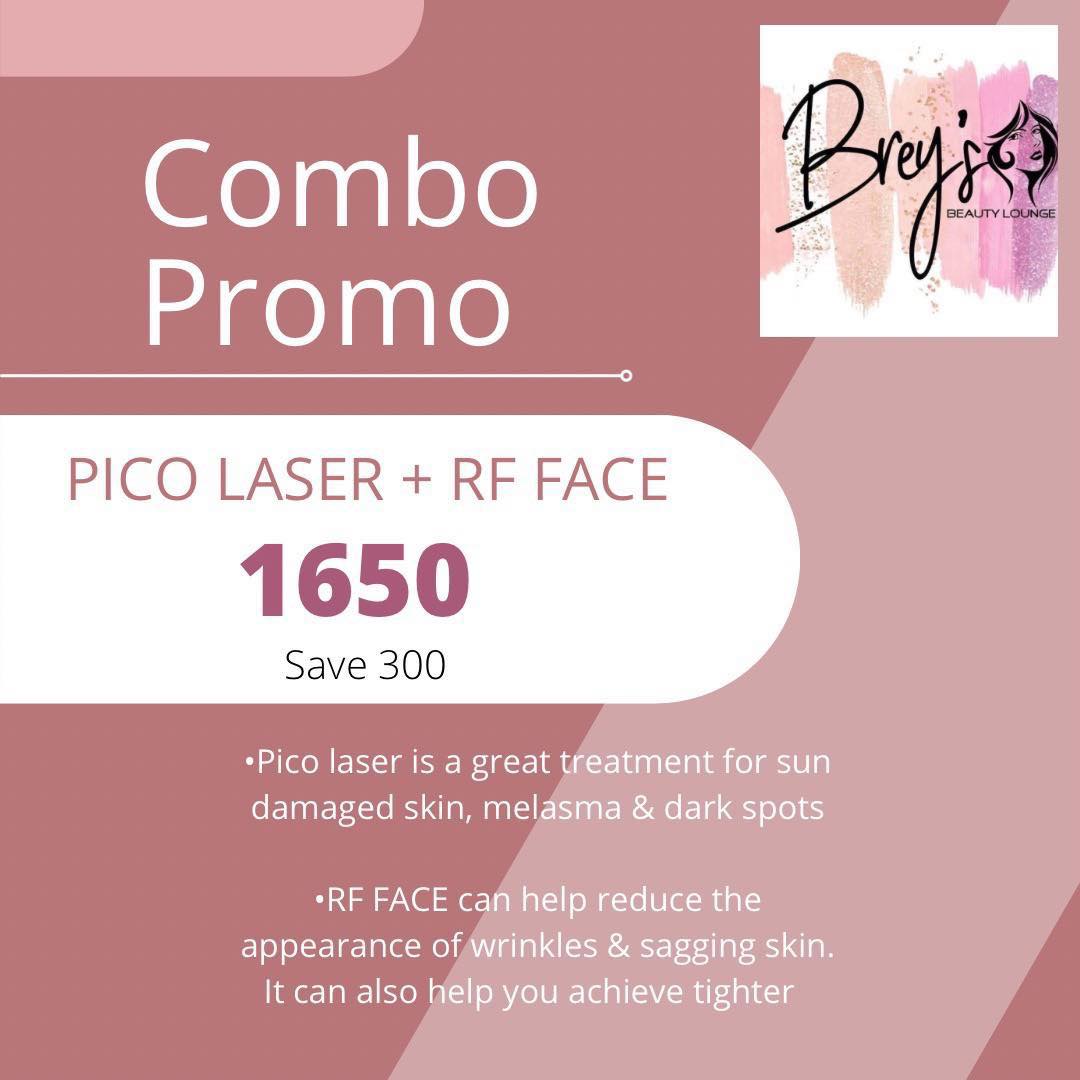 Brey's
BEAUTY LOUNGE
Combo
Promo
PICO LASER + RF FACE
1650
Save 300
•Pico laser is a great treatment for sun
damaged skin, melasma & dark spots
•RF FACE can help reduce the
appearance of wrinkles & sagging skin.
It can also help you achieve tighter